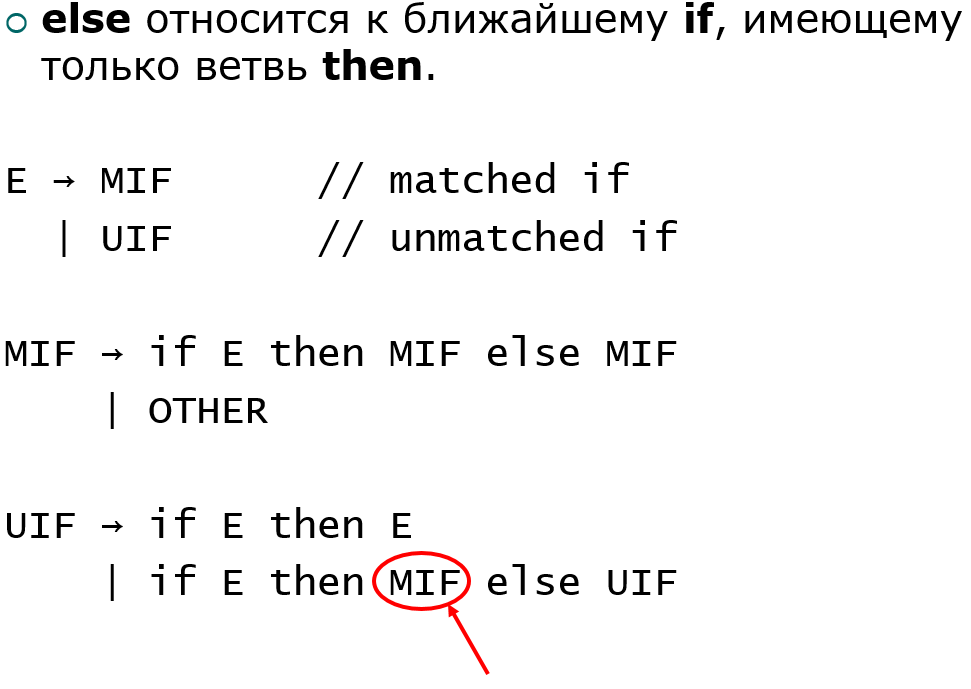 else относится к ближайшему if, имеющему
только ветвь then.
E → MIF // matched if
| UIF // unmatched if
MIF → if E then MIF else MIF
| OTHER
UIF → if E then E
| if E then MIF else UIF